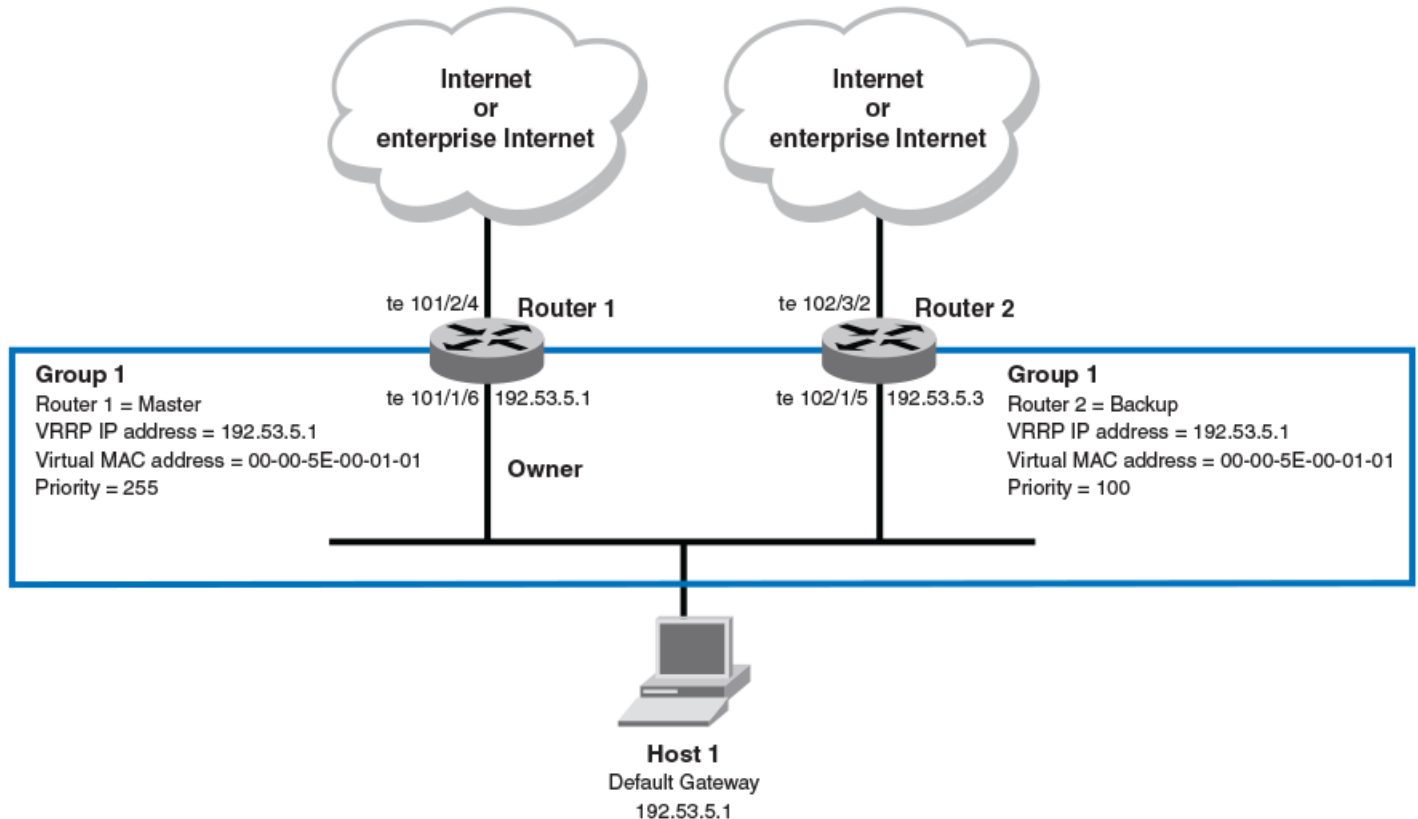 Internet
or
enterprise Internet
Internet
or
enterprise Internet
te 101/2/4
Router 1
te 102/3/2
Router 2
Group 1
Router 1 = Master
VRRP IP address = 192.53.5.1
Virtual MAC address = 00-00-5E-00-01-01
Priority = 255
te 101/1/6
192.53.5.1
Owner
te 102/1/5
192.53.5.3
Group 1
Router 2 = Backup
VRRP IP address = 192.53.5.1
Virtual MAC address = 00-00-5E-00-01-01
Priority = 100
Host 1
Default Gateway
192.53.5.1